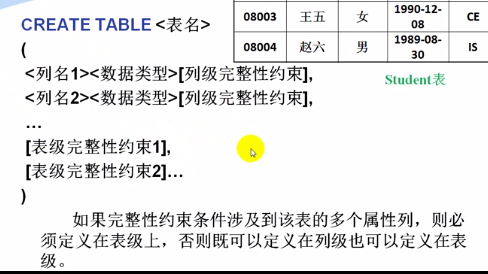 CREATE TABLE <表名>
(
<列名1><数据类型>[列级完整性约束],
<列名2><数据类型>[列级完整性约束],
…
[表级完整性约束1],
[表级完整性约束2]…
)
08003 王五 女 1990-12-08 CE
08004 赵六 男 1989-08-30 IS
Student表
如果完整性约束条件涉及到该表的多个属性列，则必
须定义在表级上，否则既可以定义在列级也可以定义在表
级。